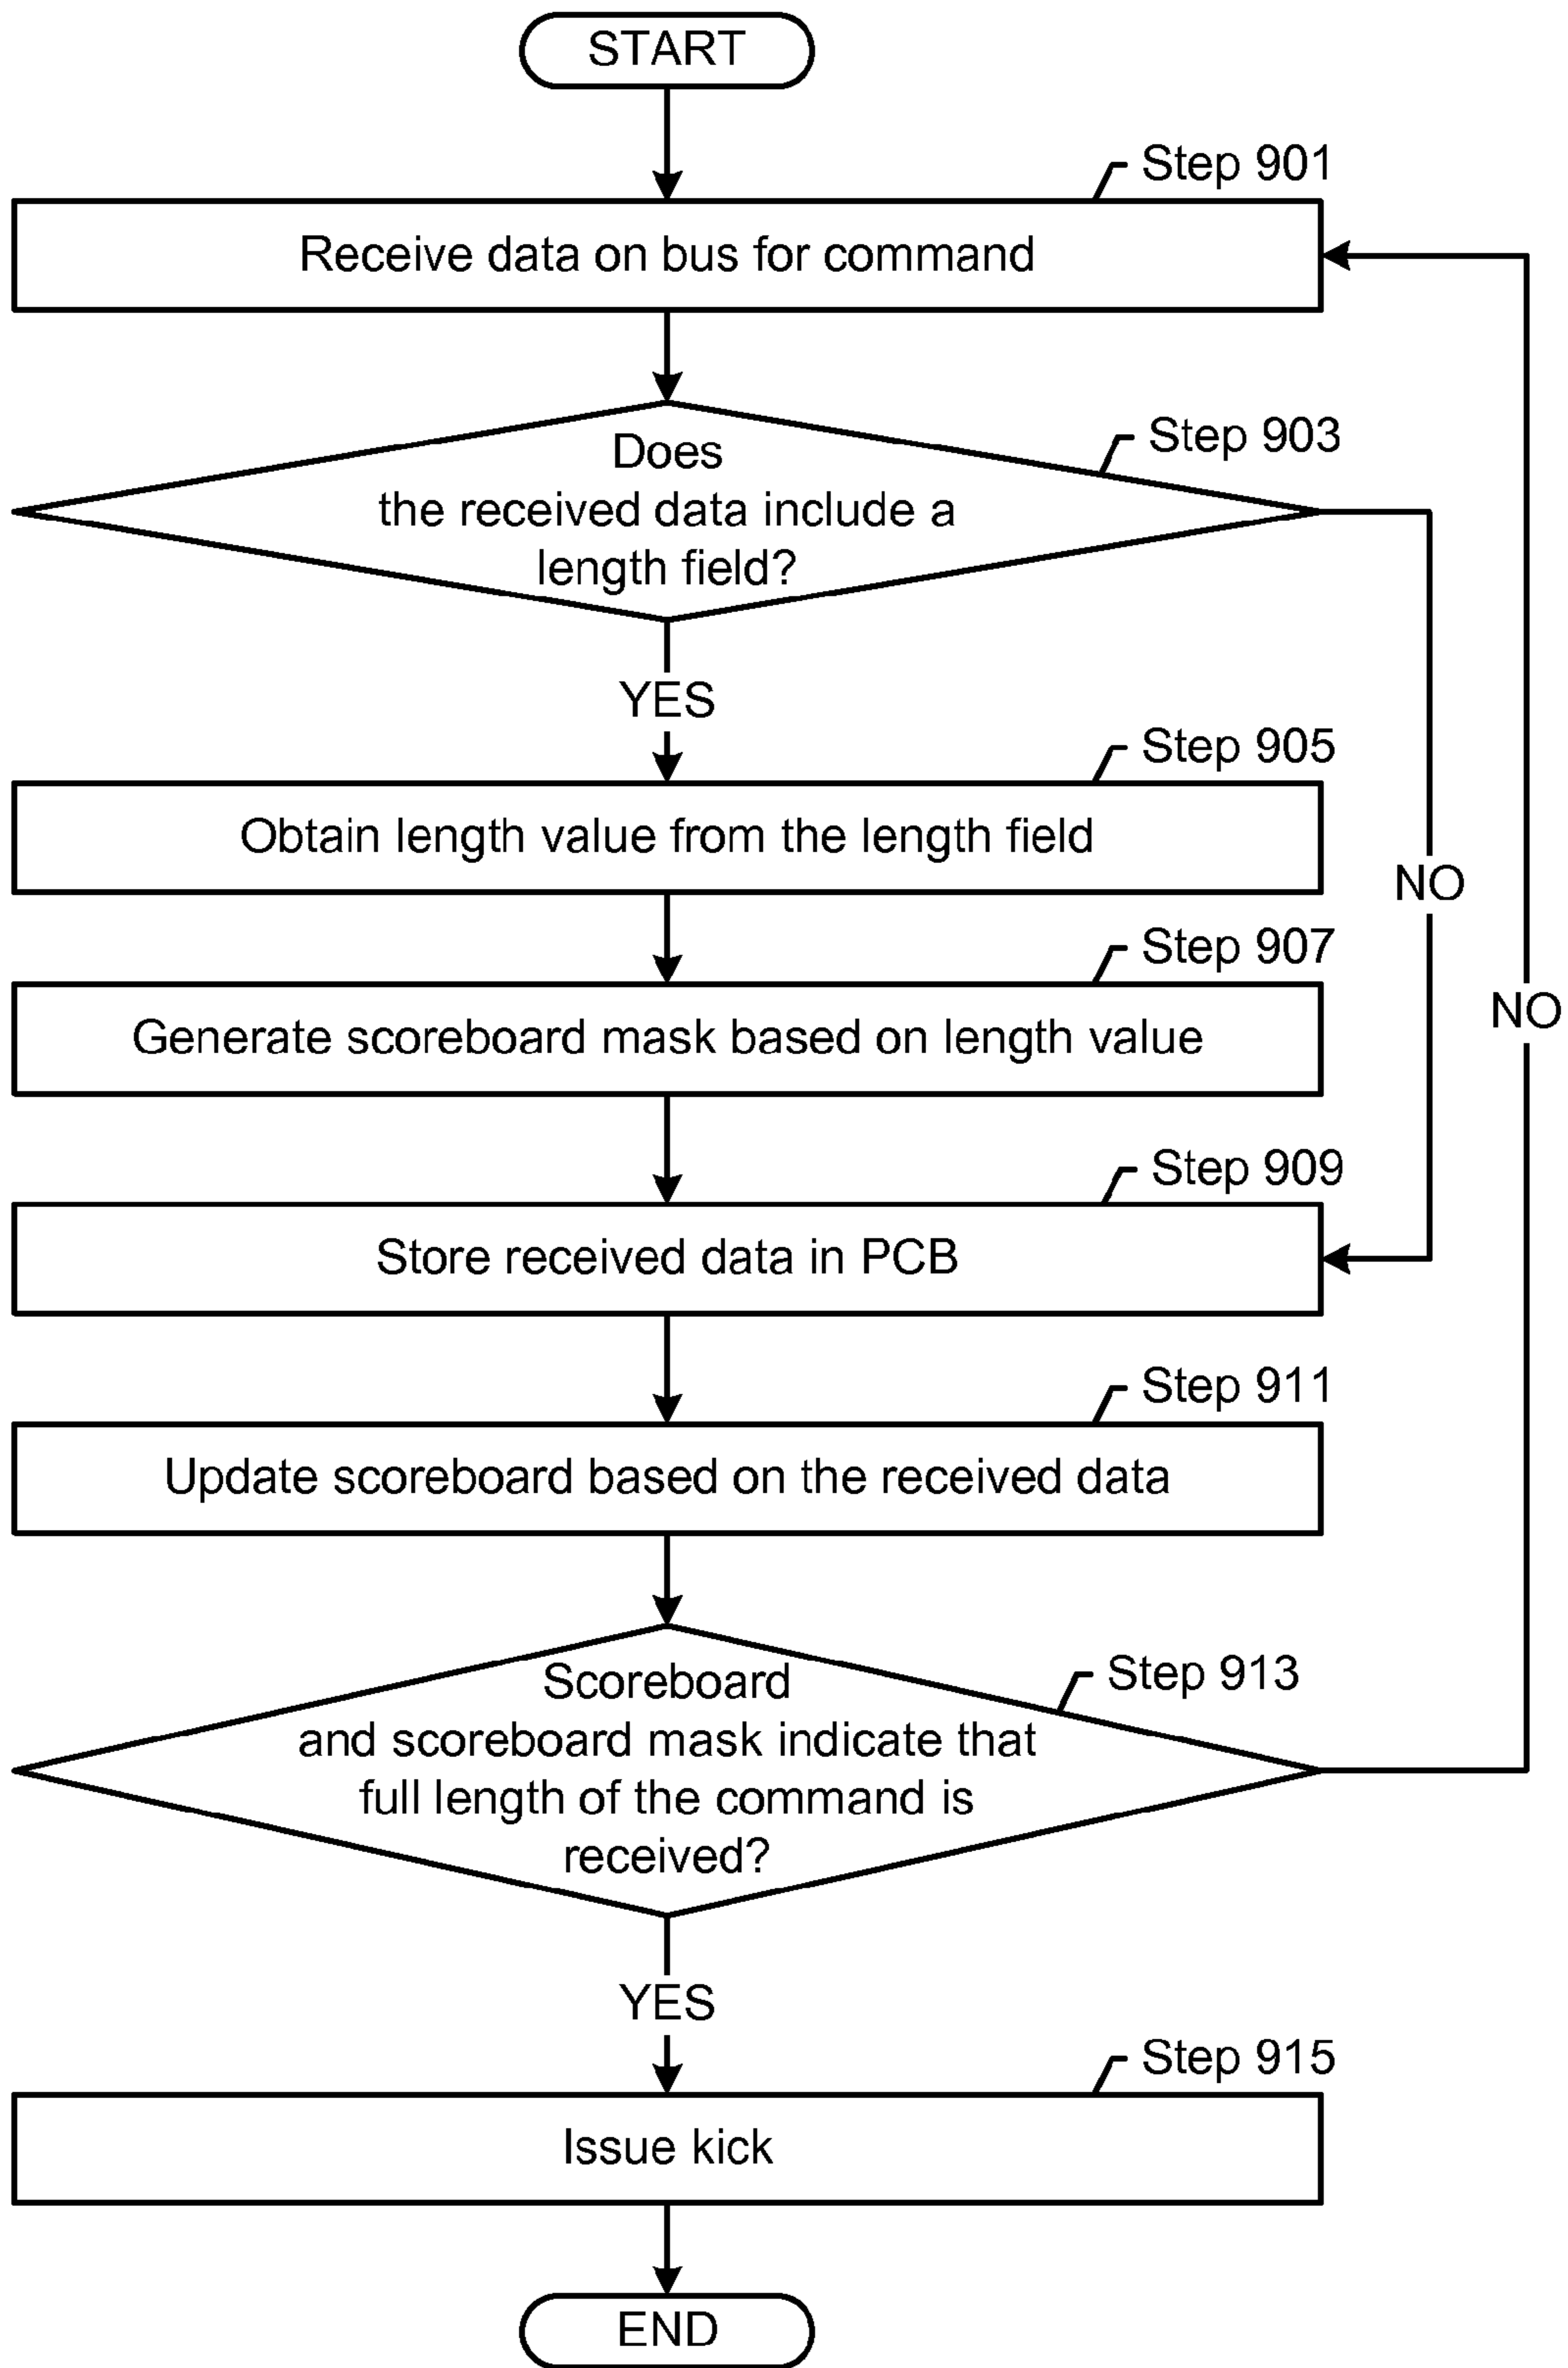 START
Step 901
Receive data on bus for command
Step 903
Does
the received data include a
length field?
YES
Step 905
Obtain length value from the length field
NO
Step 907
Generate scoreboard mask based on length value
NO
Step 909
Store received data in PCB
Step 911
Update scoreboard based on the received data
Step 913
Scoreboard
and scoreboard mask indicate that
full length of the command is
received?
YES
Step 915
Issue kick
END